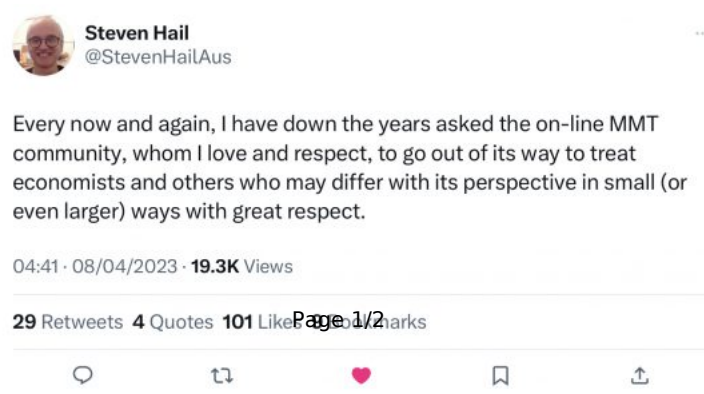 Steven Hail
@StevenHailAus
Every now and again, I have down the years asked the on-line MMT
community, whom I love and respect, to go out of its way to treat
economists and others who may differ with its perspective in small (or
even larger) ways with great respect.
04:41 · 08/04/2023 · 19.3K Views
29 Retweets 4 Quotes 101 Likes Bookmarks
Page 1/2